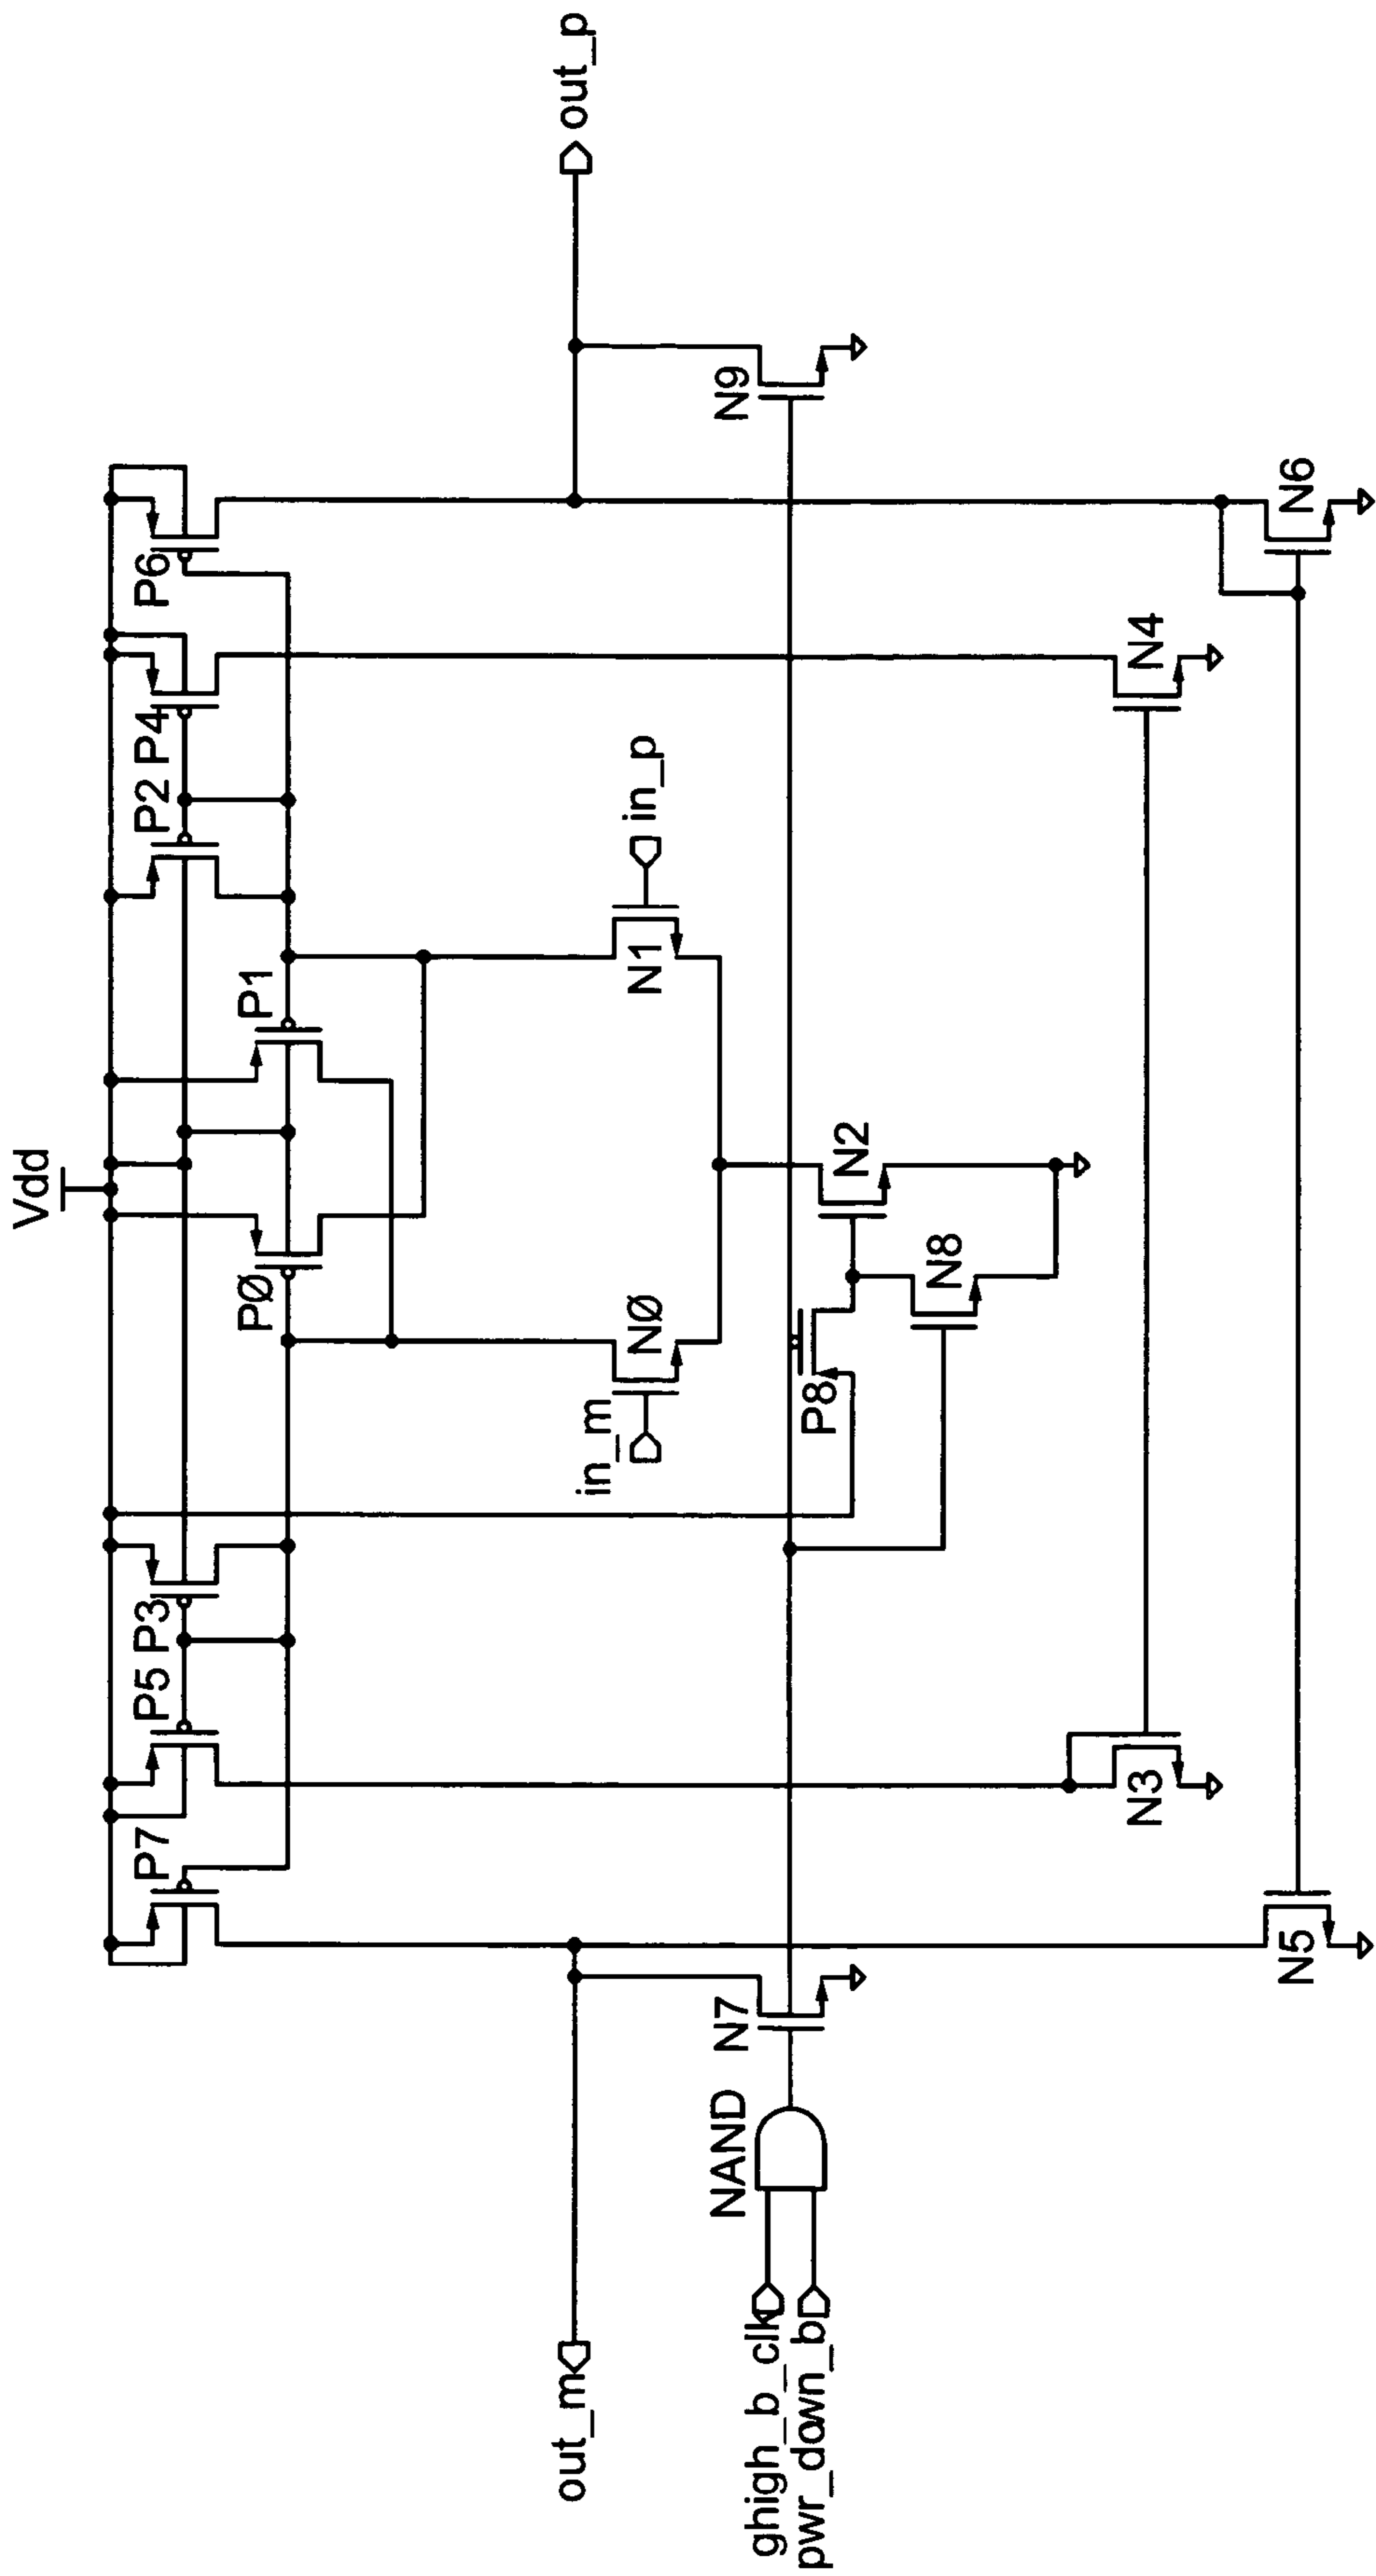 out_p
Vdd
P7
P5
P3
PØ
P1
P2
P4
P6
in_m
NØ
N1
in_p
out_m
NAND
N7
P8
N8
N2
N9
ghigh_b_clk
pwr_down_b
N3
N4
N5
N6